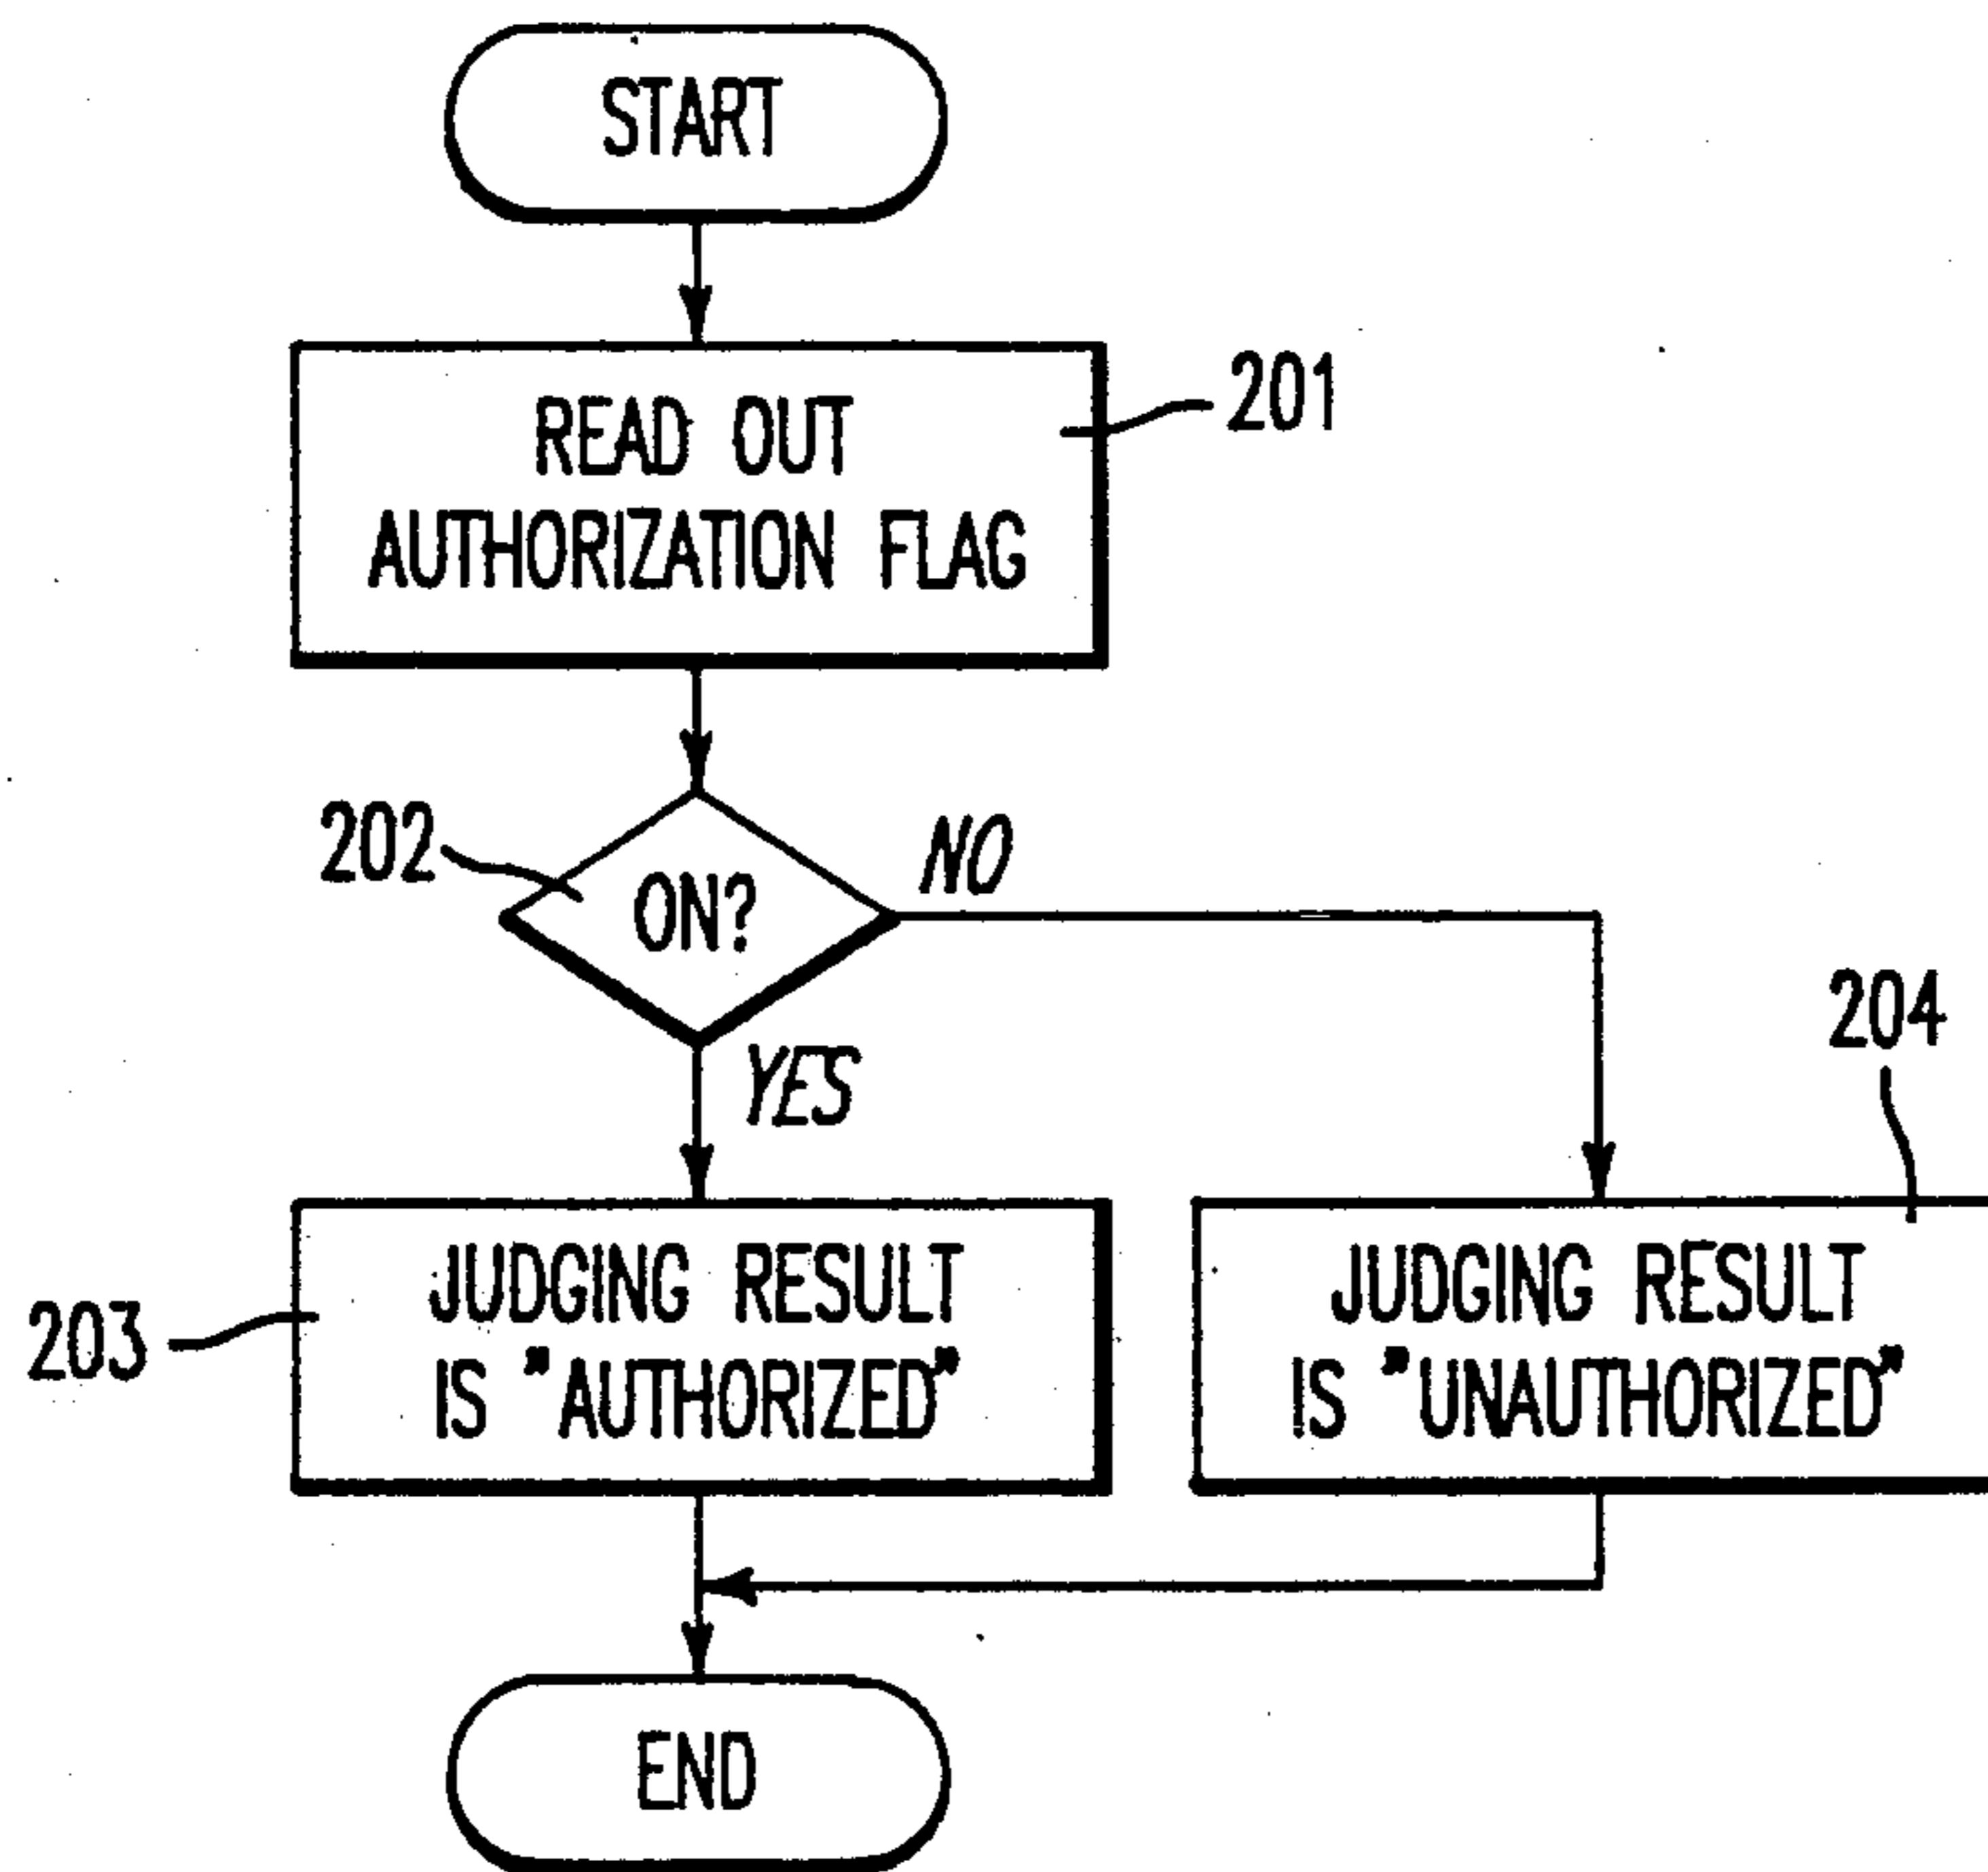 START
READ OUT
AUTHORIZATION FLAG
201
202
ON?
NO
YES
204
JUDGING RESULT
IS "AUTHORIZED"
203
JUDGING RESULT
IS "UNAUTHORIZED"
END